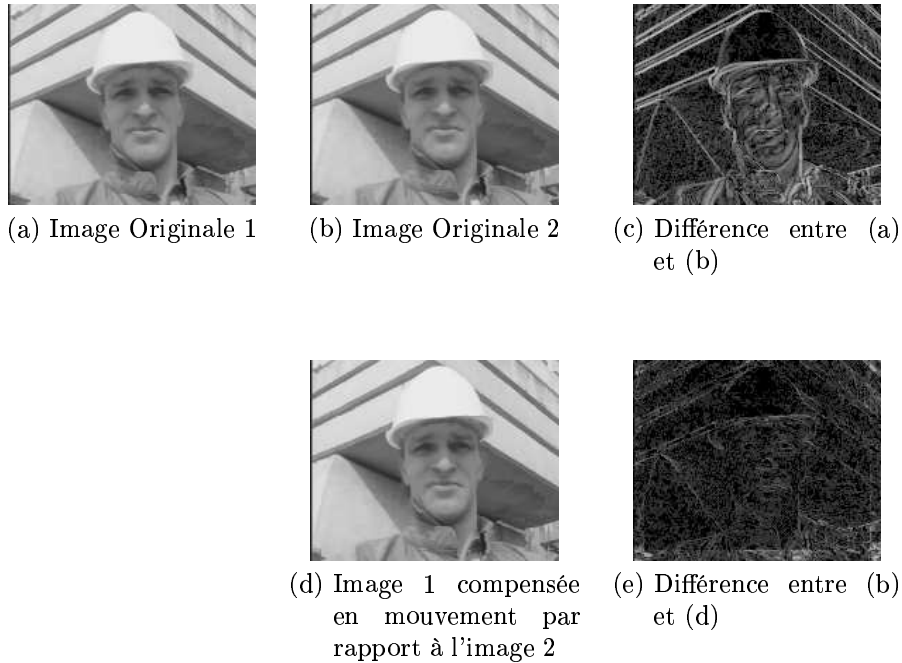 (a) Image Originale 1
(b) Image Originale 2
(c) Différence entre (a)
et (b)
(d) Image 1 compensée
en mouvement par
rapport à l'image 2
(e) Différence entre (b)
et (d)